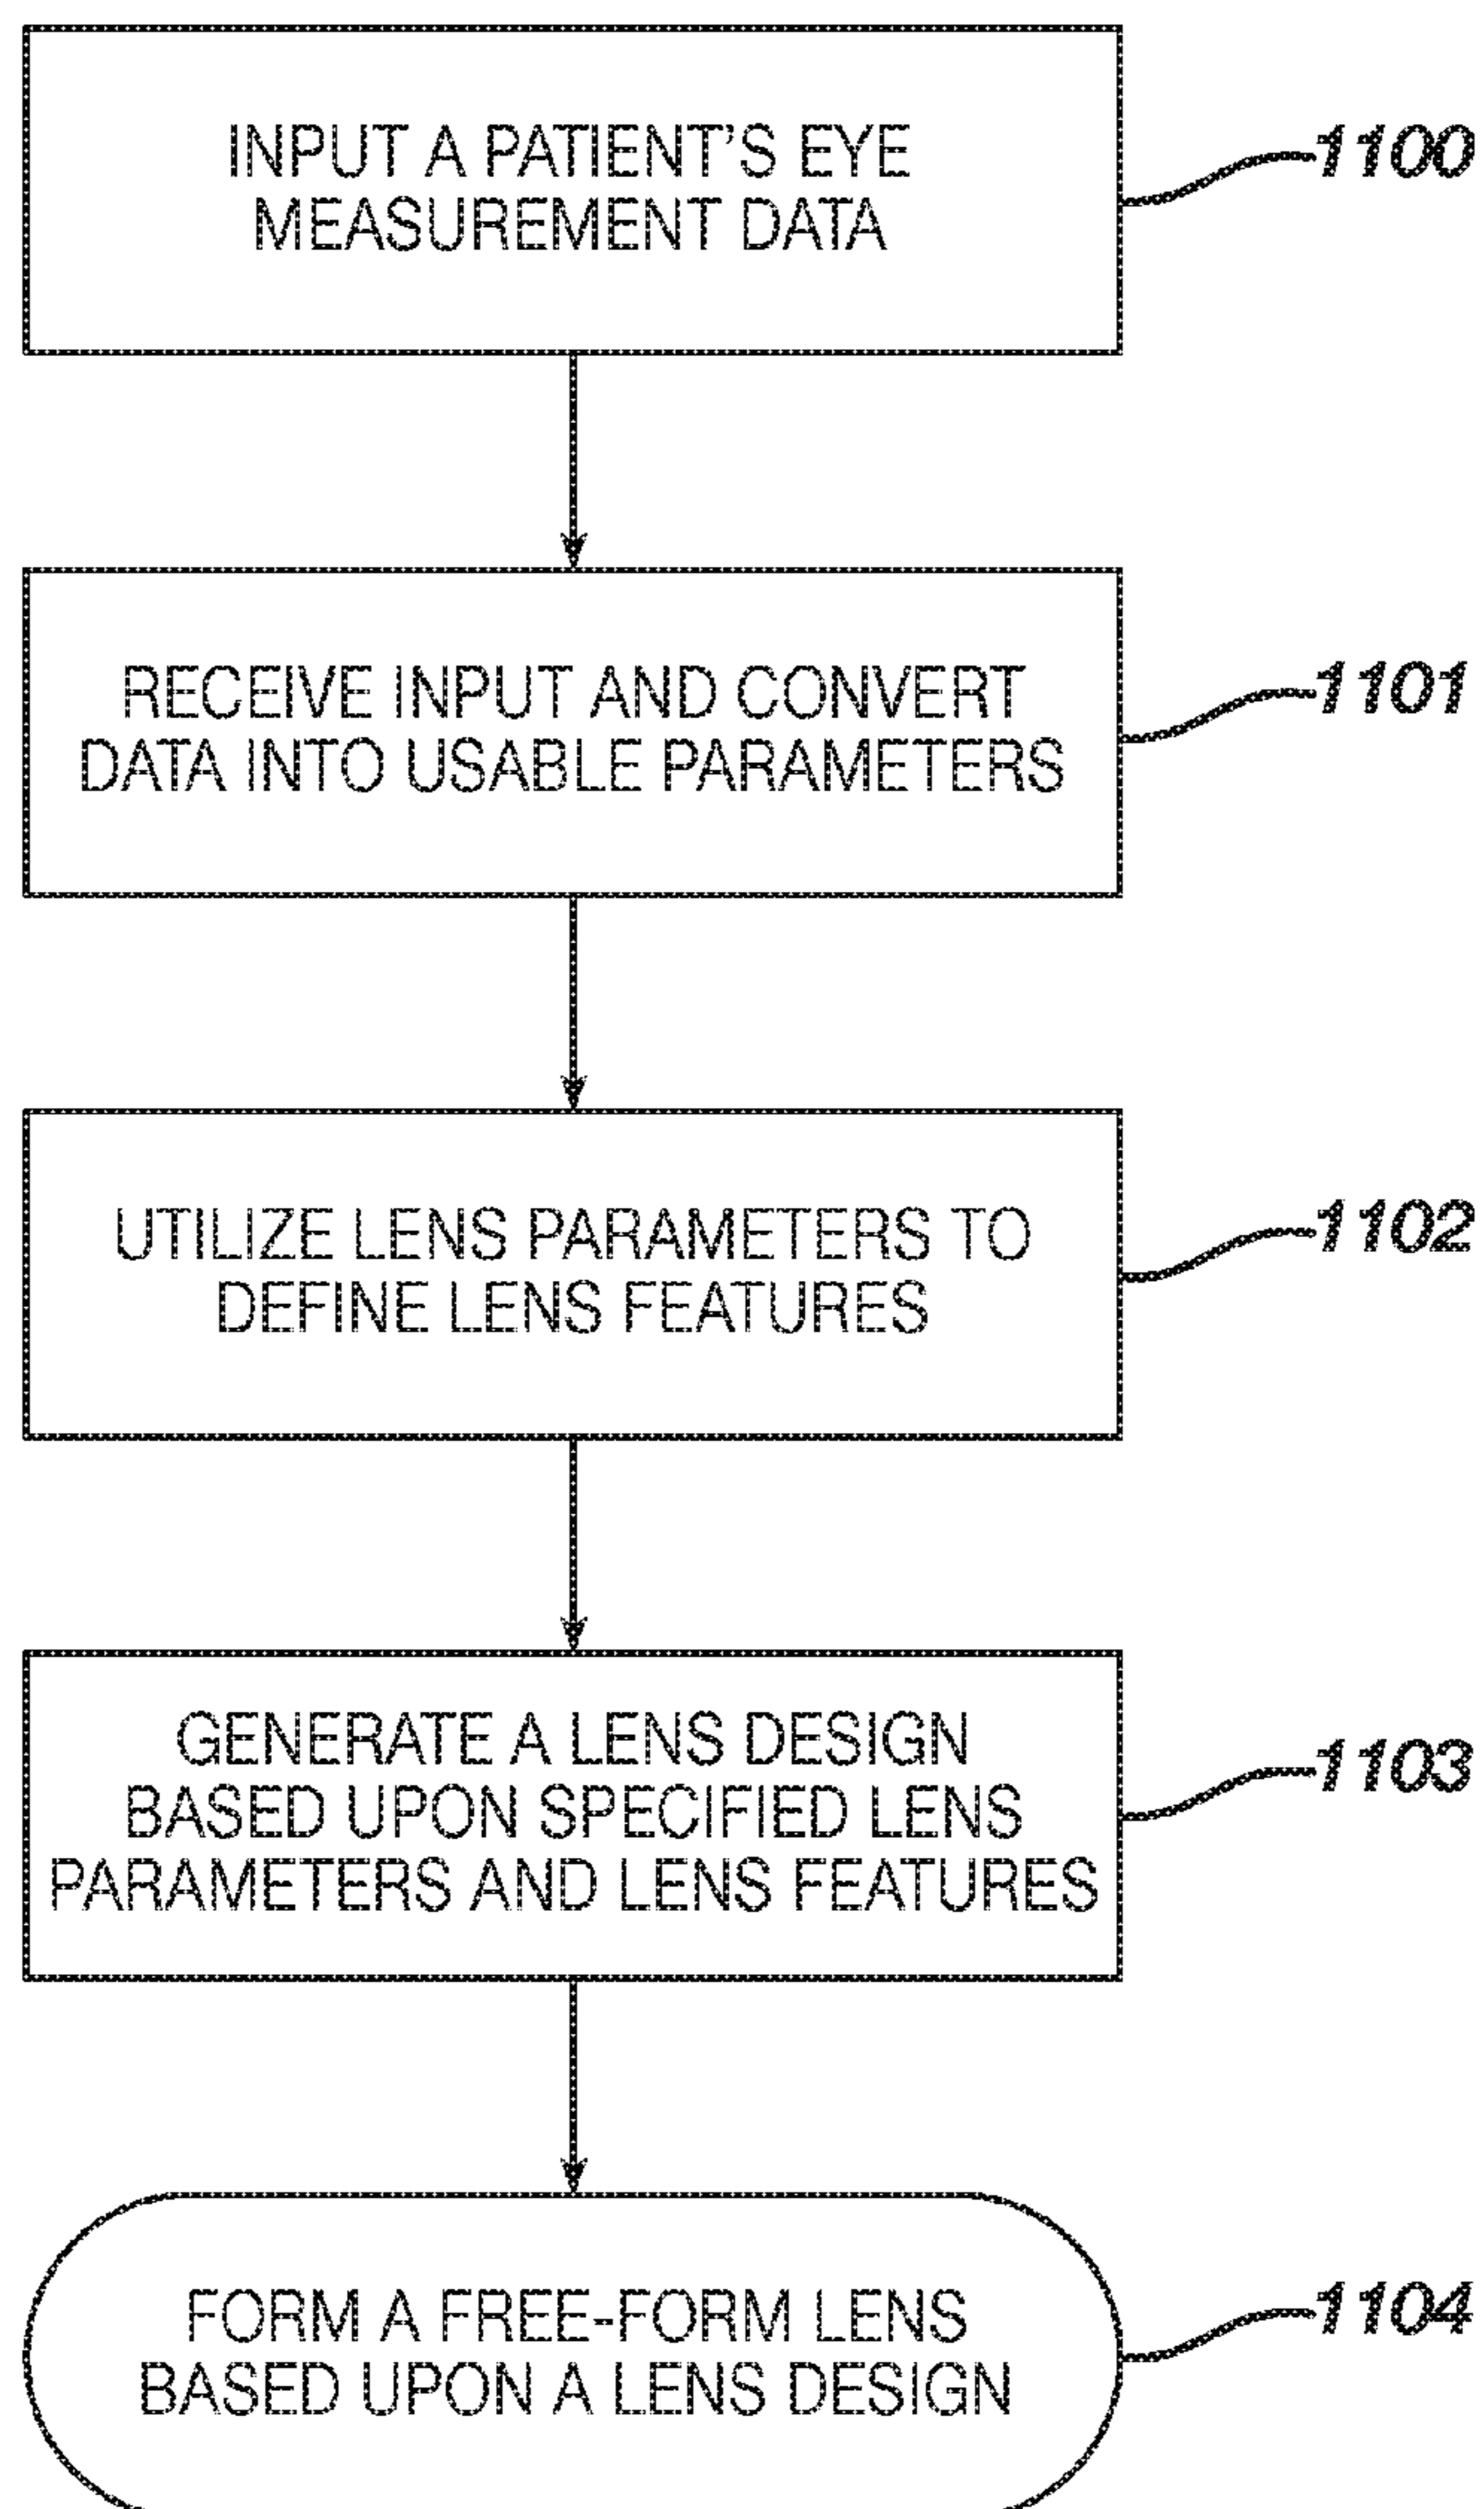 INPUT A PATIENT'S EYE
MEASUREMENT DATA
1100
RECEIVE INPUT AND CONVERT
DATA INTO USABLE PARAMETERS
1101
UTILIZE LENS PARAMETERS TO
DEFINE LENS FEATURES
1102
GENERATE A LENS DESIGN
BASED UPON SPECIFIED LENS
PARAMETERS AND LENS FEATURES
1103
FORM A FREE-FORM LENS
BASED UPON A LENS DESIGN
1104